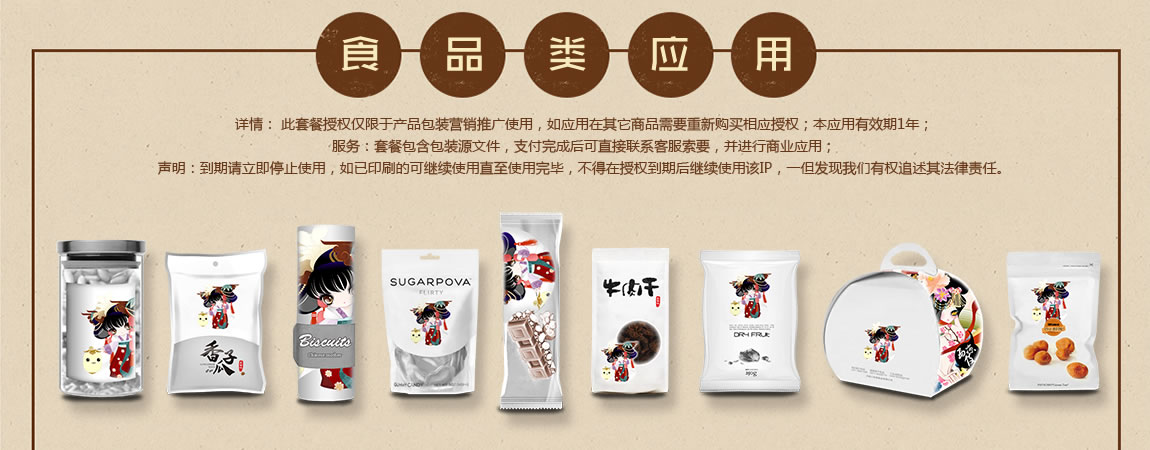 食品类应用
详情： 此套餐授权仅限于产品包装营销推广使用，如应用在其它商品需要重新购买相应授权；本应用有效期1年；
服务：套餐包含包装源文件，支付完成后可直接联系客服索要，并进行商业应用；
声明：到期请立即停止使用，如已印刷的可继续使用直至使用完毕，不得在授权到期后继续使用该IP，一但发现我们有权追述其法律责任。
香瓜子
Biscuits
SUGARPOVA
FLIRTY
GUMMY CANDY
牛肉干
DRY FRUIT